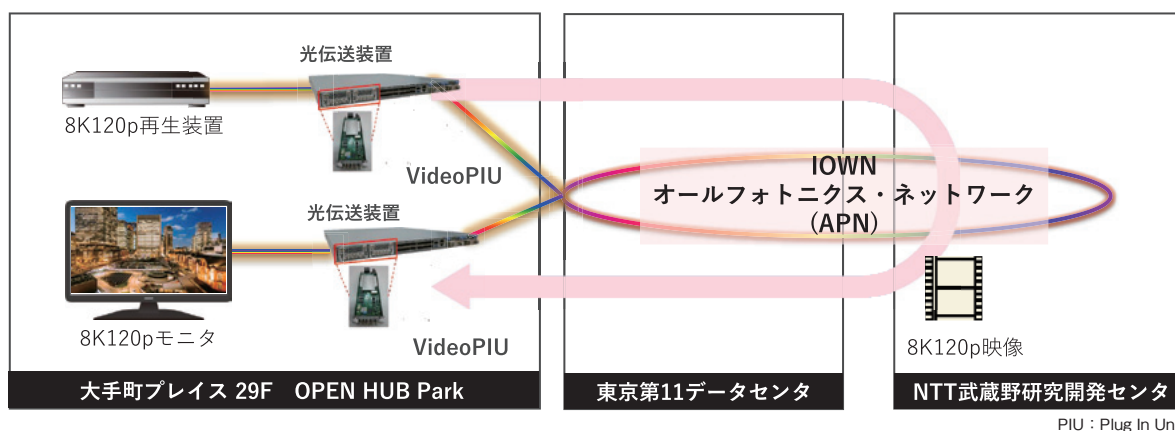 光伝送装置
8K120p再生装置
VideoPIU
光伝送装置
8K120pモニタ
VideoPIU
大手町プレイス 29F OPEN HUB Park
IOWN
オールフォトニクス・ネットワーク
(APN)
東京第11データセンタ
8K120p映像
NTT武蔵野研究開発センタ
PIU：Plug In Un